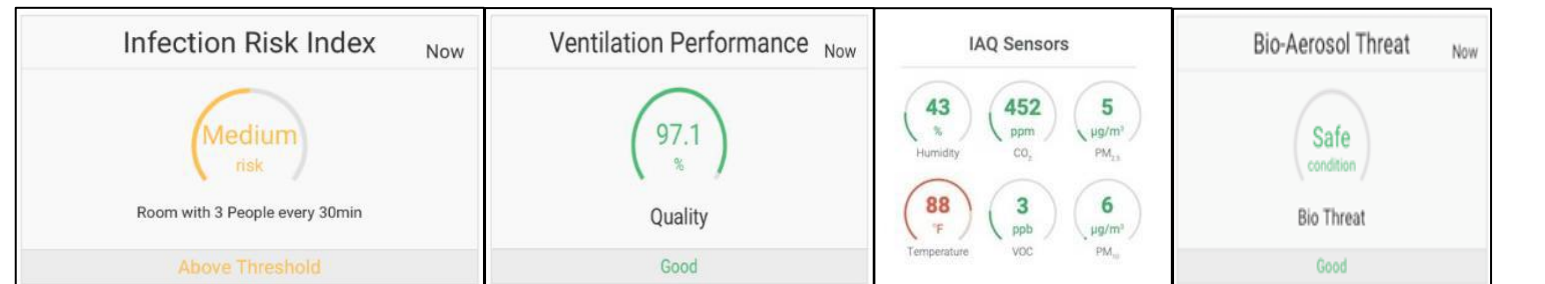 Infection Risk Index
Now
Medium
risk
Room with 3 People every 30min
Above Threshold
Ventilation Performance
Now
97.1
%
Quality
Good
IAQ Sensors
43
%
Humidity
452
ppm
CO₂
5
µg/m³
PM₂.₅
88
°F
Temperature
3
ppb
VOC
6
µg/m³
PM₁₀
Bio-Aerosol Threat
Now
Safe
condition
Bio Threat
Good